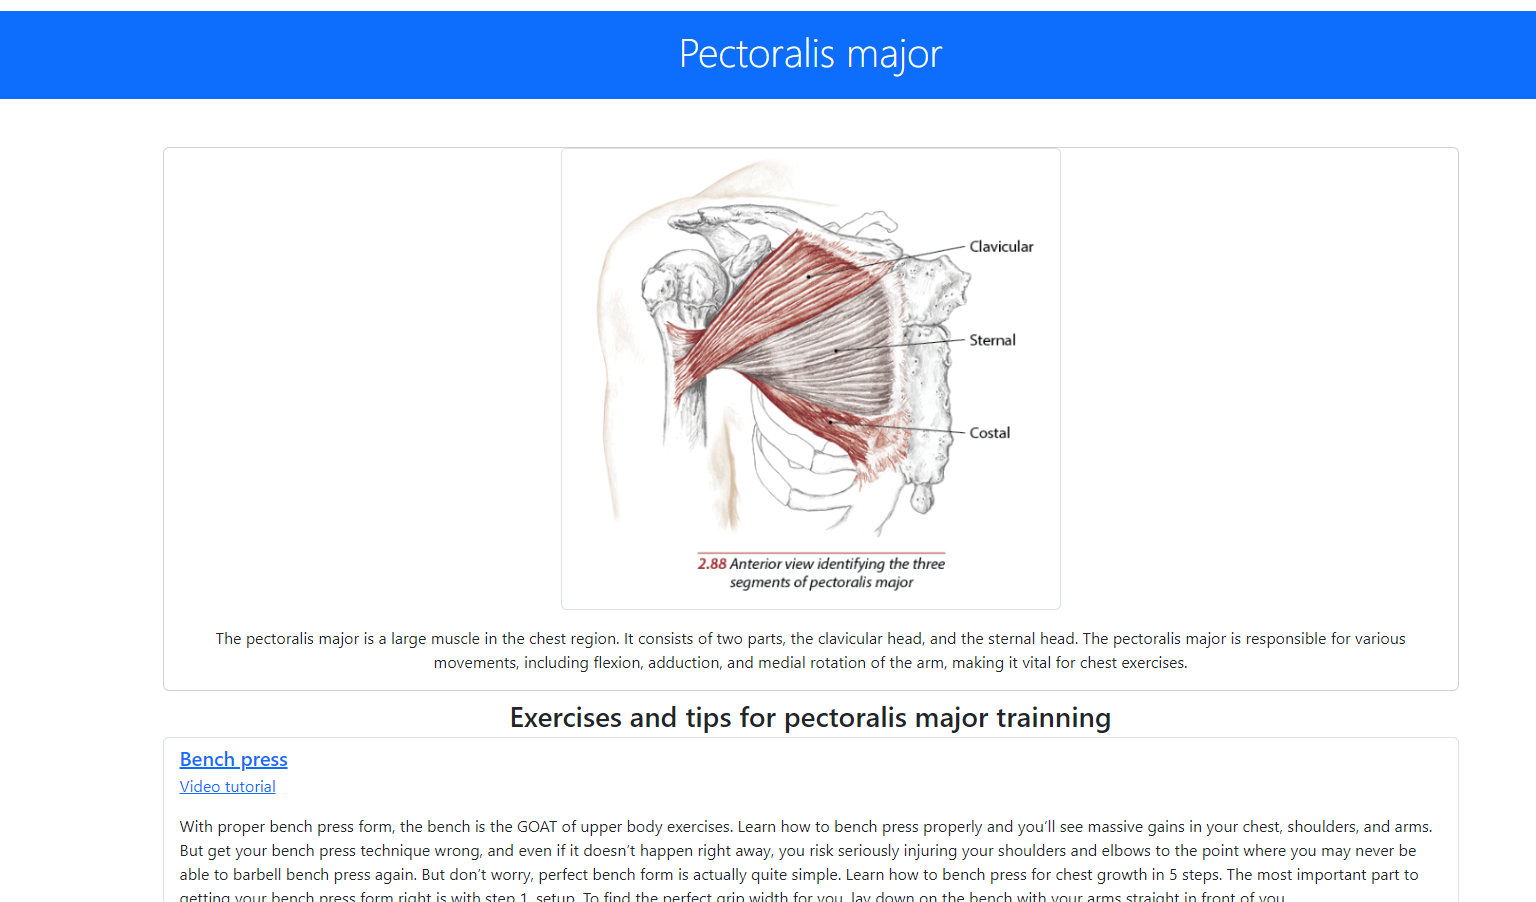 Pectoralis major
Clavicular
Sternal
Costal
2.88 Anterior view identifying the three
segments of pectoralis major
The pectoralis major is a large muscle in the chest region. It consists of two parts, the clavicular head, and the sternal head. The pectoralis major is responsible for various
movements, including flexion, adduction, and medial rotation of the arm, making it vital for chest exercises.
Exercises and tips for pectoralis major trainning
Bench press
Video tutorial
With proper bench press form, the bench is the GOAT of upper body exercises. Learn how to bench press properly and you’ll see massive gains in your chest, shoulders, and arms.
But get your bench press technique wrong, and even if it doesn’t happen right away, you risk seriously injuring your shoulders and elbows to the point where you may never be
able to barbell bench press again. But don’t worry, perfect bench form is actually quite simple. Learn how to bench press for chest growth in 5 steps. The most important part to
getting your bench press form right is with step 1, setup. To find the perfect grip width for you, lay down on the bench with your arms straight in front of you.